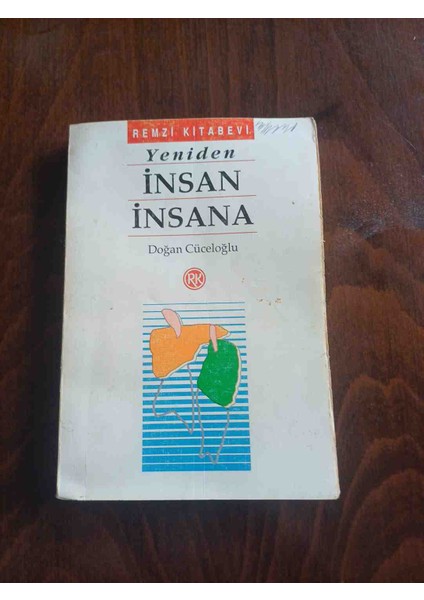 REMZİ KİTABEVİ
Yeniden
İNSAN
İNSANA
Doğan Cüceloğlu
RK